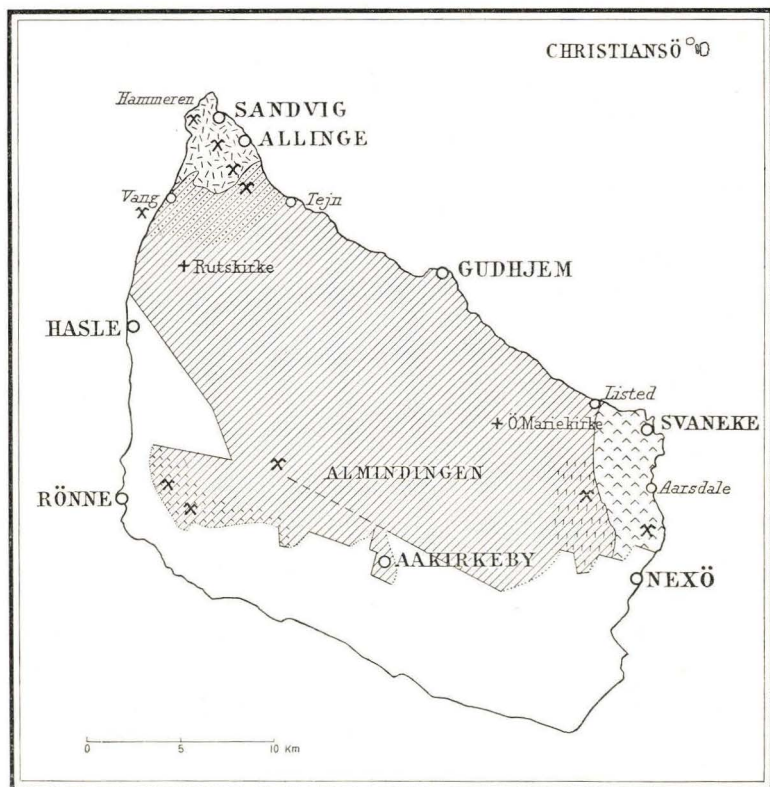 CHRISTIANSÖ
Hammeren
SANDVIG
ALLINGE
Vang
Tejn
Rutskirke
GUDHJEM
HASLE
Listed
Ö.Mariekirke
SVANEKE
ALMINDINGEN
RÖNNE
Aarsdale
AAKIRKEBY
NEXÖ
0 5 10 Km